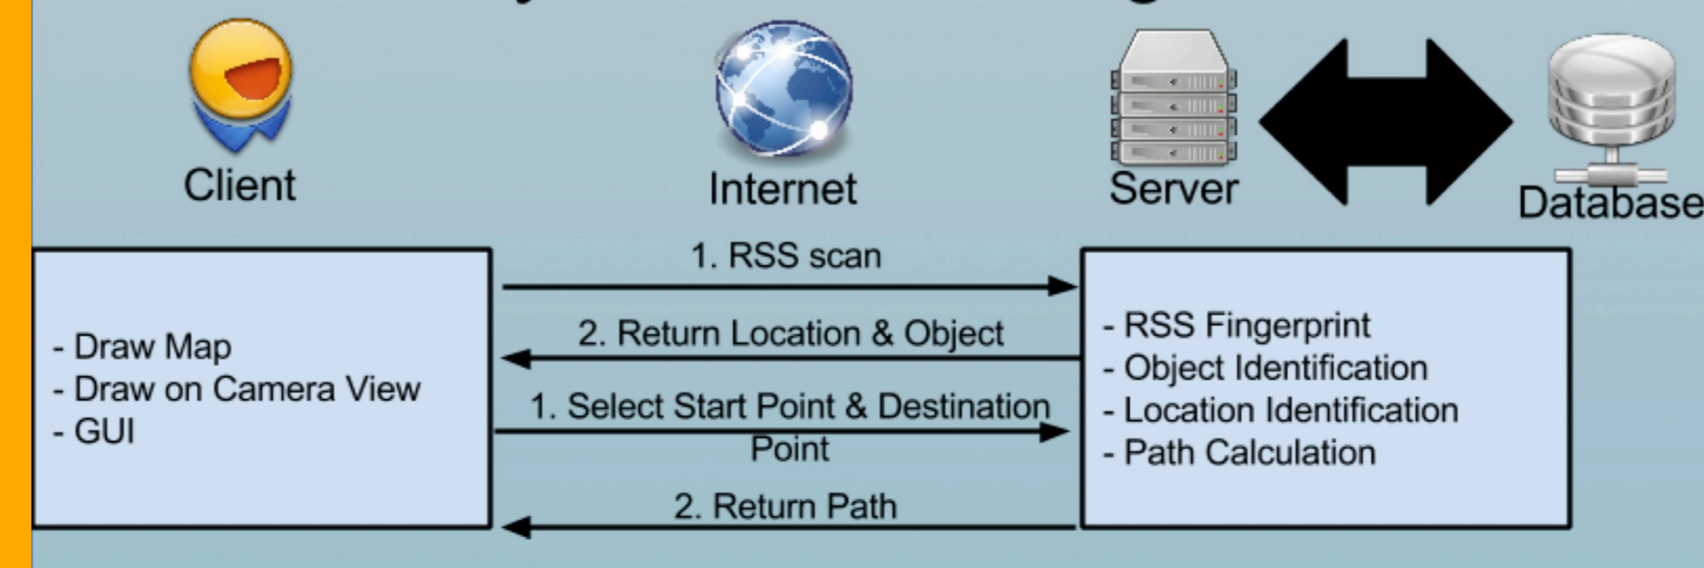 Client
Internet
Server
Database
- Draw Map
- Draw on Camera View
- GUI
1. RSS scan
2. Return Location & Object
1. Select Start Point & Destination
Point
2. Return Path
- RSS Fingerprint
- Object Identification
- Location Identification
- Path Calculation